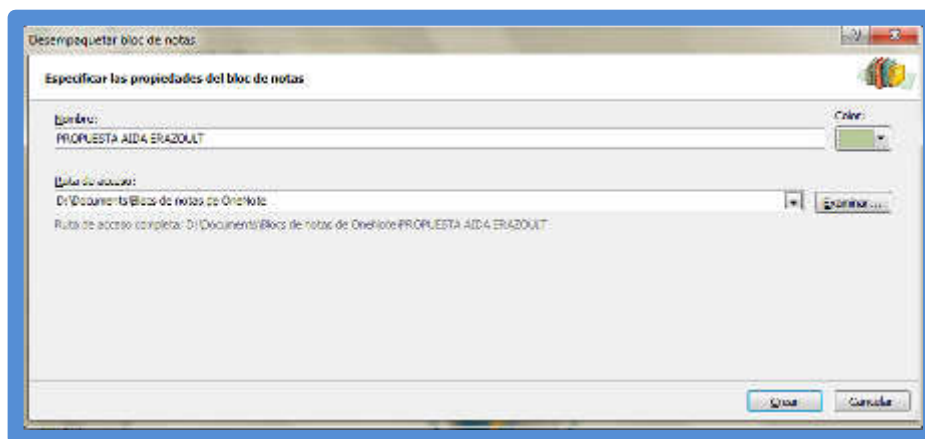 Desempaquetar bloc de notas
Especificar las propiedades del bloc de notas
Nombre:
Color:
PROPUESTA AIDA ERAZOULT
Ruta de acceso:
D:\Documents\Blocs de notas de OneNote
Examinar...
Ruta de acceso completa: D:\Documents\Blocs de notas de OneNote\PROPUESTA AIDA ERAZOULT
Crear
Cancelar